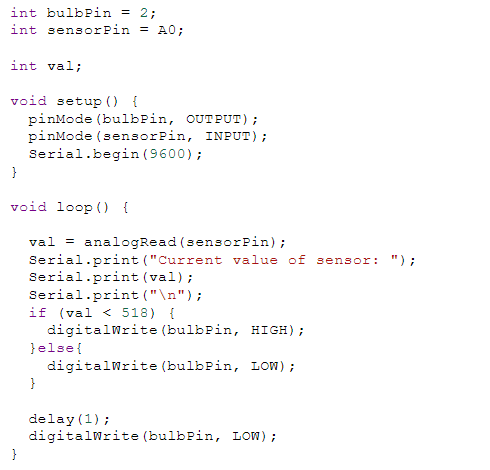 int bulbPin = 2;
int sensorPin = A0;
int val;
void setup() {
pinMode(bulbPin, OUTPUT);
pinMode(sensorPin, INPUT);
Serial.begin(9600);
}
void loop() {
val = analogRead(sensorPin);
Serial.print("Current value of sensor: ");
Serial.print(val);
Serial.print("\n");
if (val < 518) {
digitalWrite(bulbPin, HIGH);
}else{
digitalWrite(bulbPin, LOW);
}
delay(1);
digitalWrite(bulbPin, LOW);
}